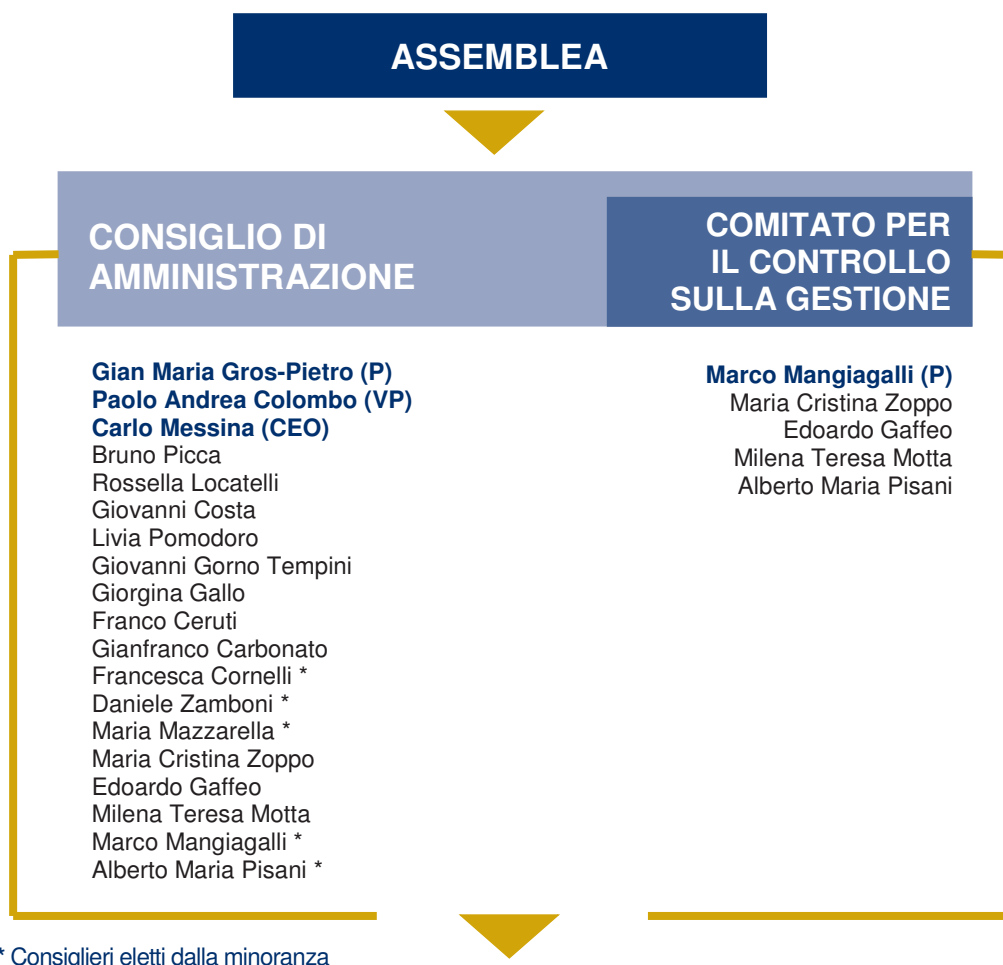 ASSEMBLEA
CONSIGLIO DI
AMMINISTRAZIONE
COMITATO PER
IL CONTROLLO
SULLA GESTIONE
Gian Maria Gros-Pietro (P)
Paolo Andrea Colombo (VP)
Carlo Messina (CEO)
Bruno Picca
Rossella Locatelli
Giovanni Costa
Livia Pomodoro
Giovanni Gorno Tempini
Giorgina Gallo
Franco Ceruti
Gianfranco Carbonato
Francesca Cornelli *
Daniele Zamboni *
Maria Mazzarella *
Maria Cristina Zoppo
Edoardo Gaffeo
Milena Teresa Motta
Marco Mangiagalli *
Alberto Maria Pisani *
Marco Mangiagalli (P)
Maria Cristina Zoppo
Edoardo Gaffeo
Milena Teresa Motta
Alberto Maria Pisani
* Consiglieri eletti dalla minoranza